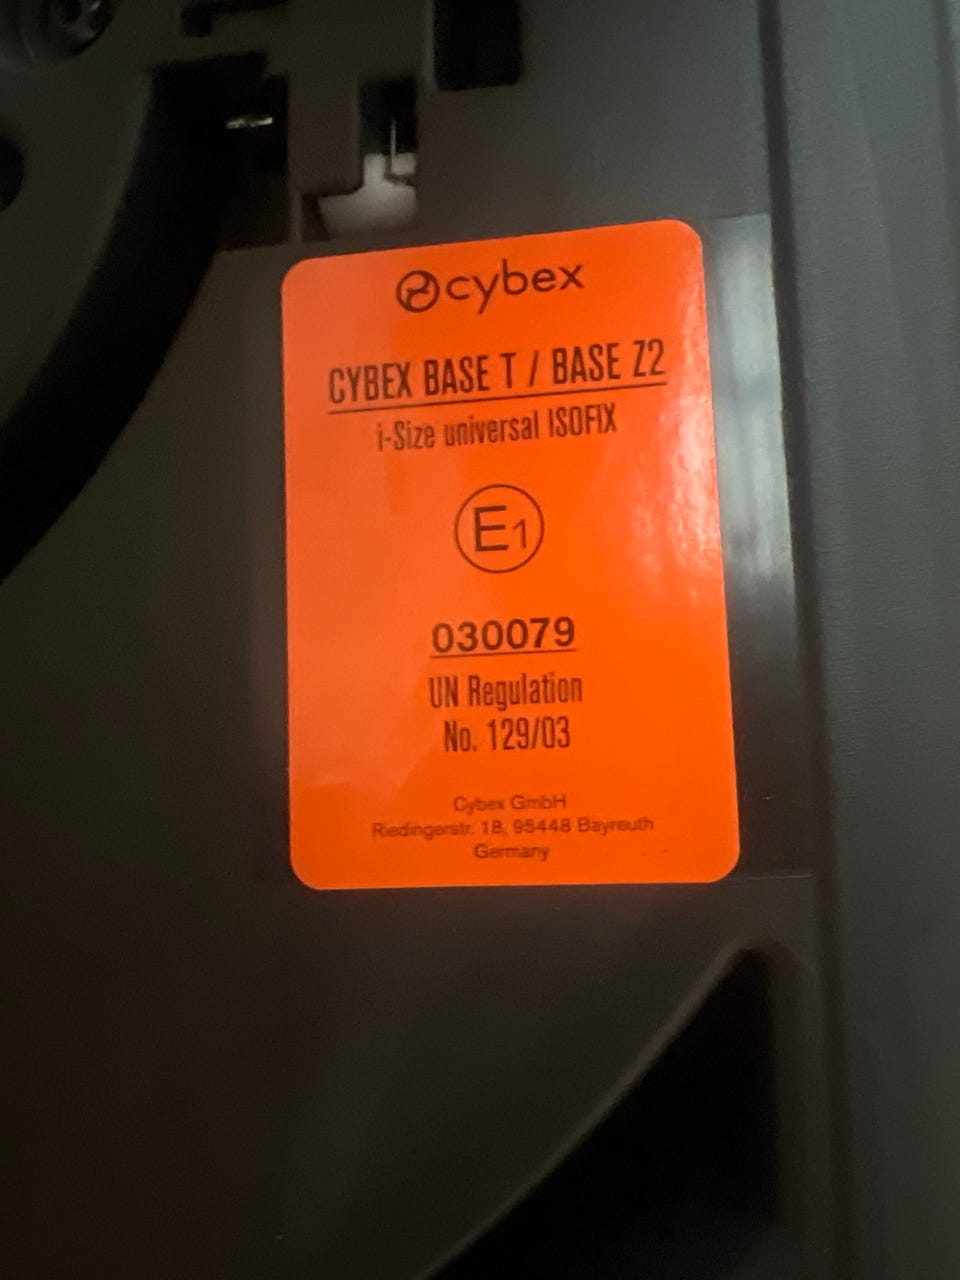 cybex
CYBEX BASE T / BASE Z2
i-Size universal ISOFIX
E1
030079
UN Regulation
No. 129/03
Cybex GmbH
Riedingerstr. 18, 95448 Bayreuth
Germany